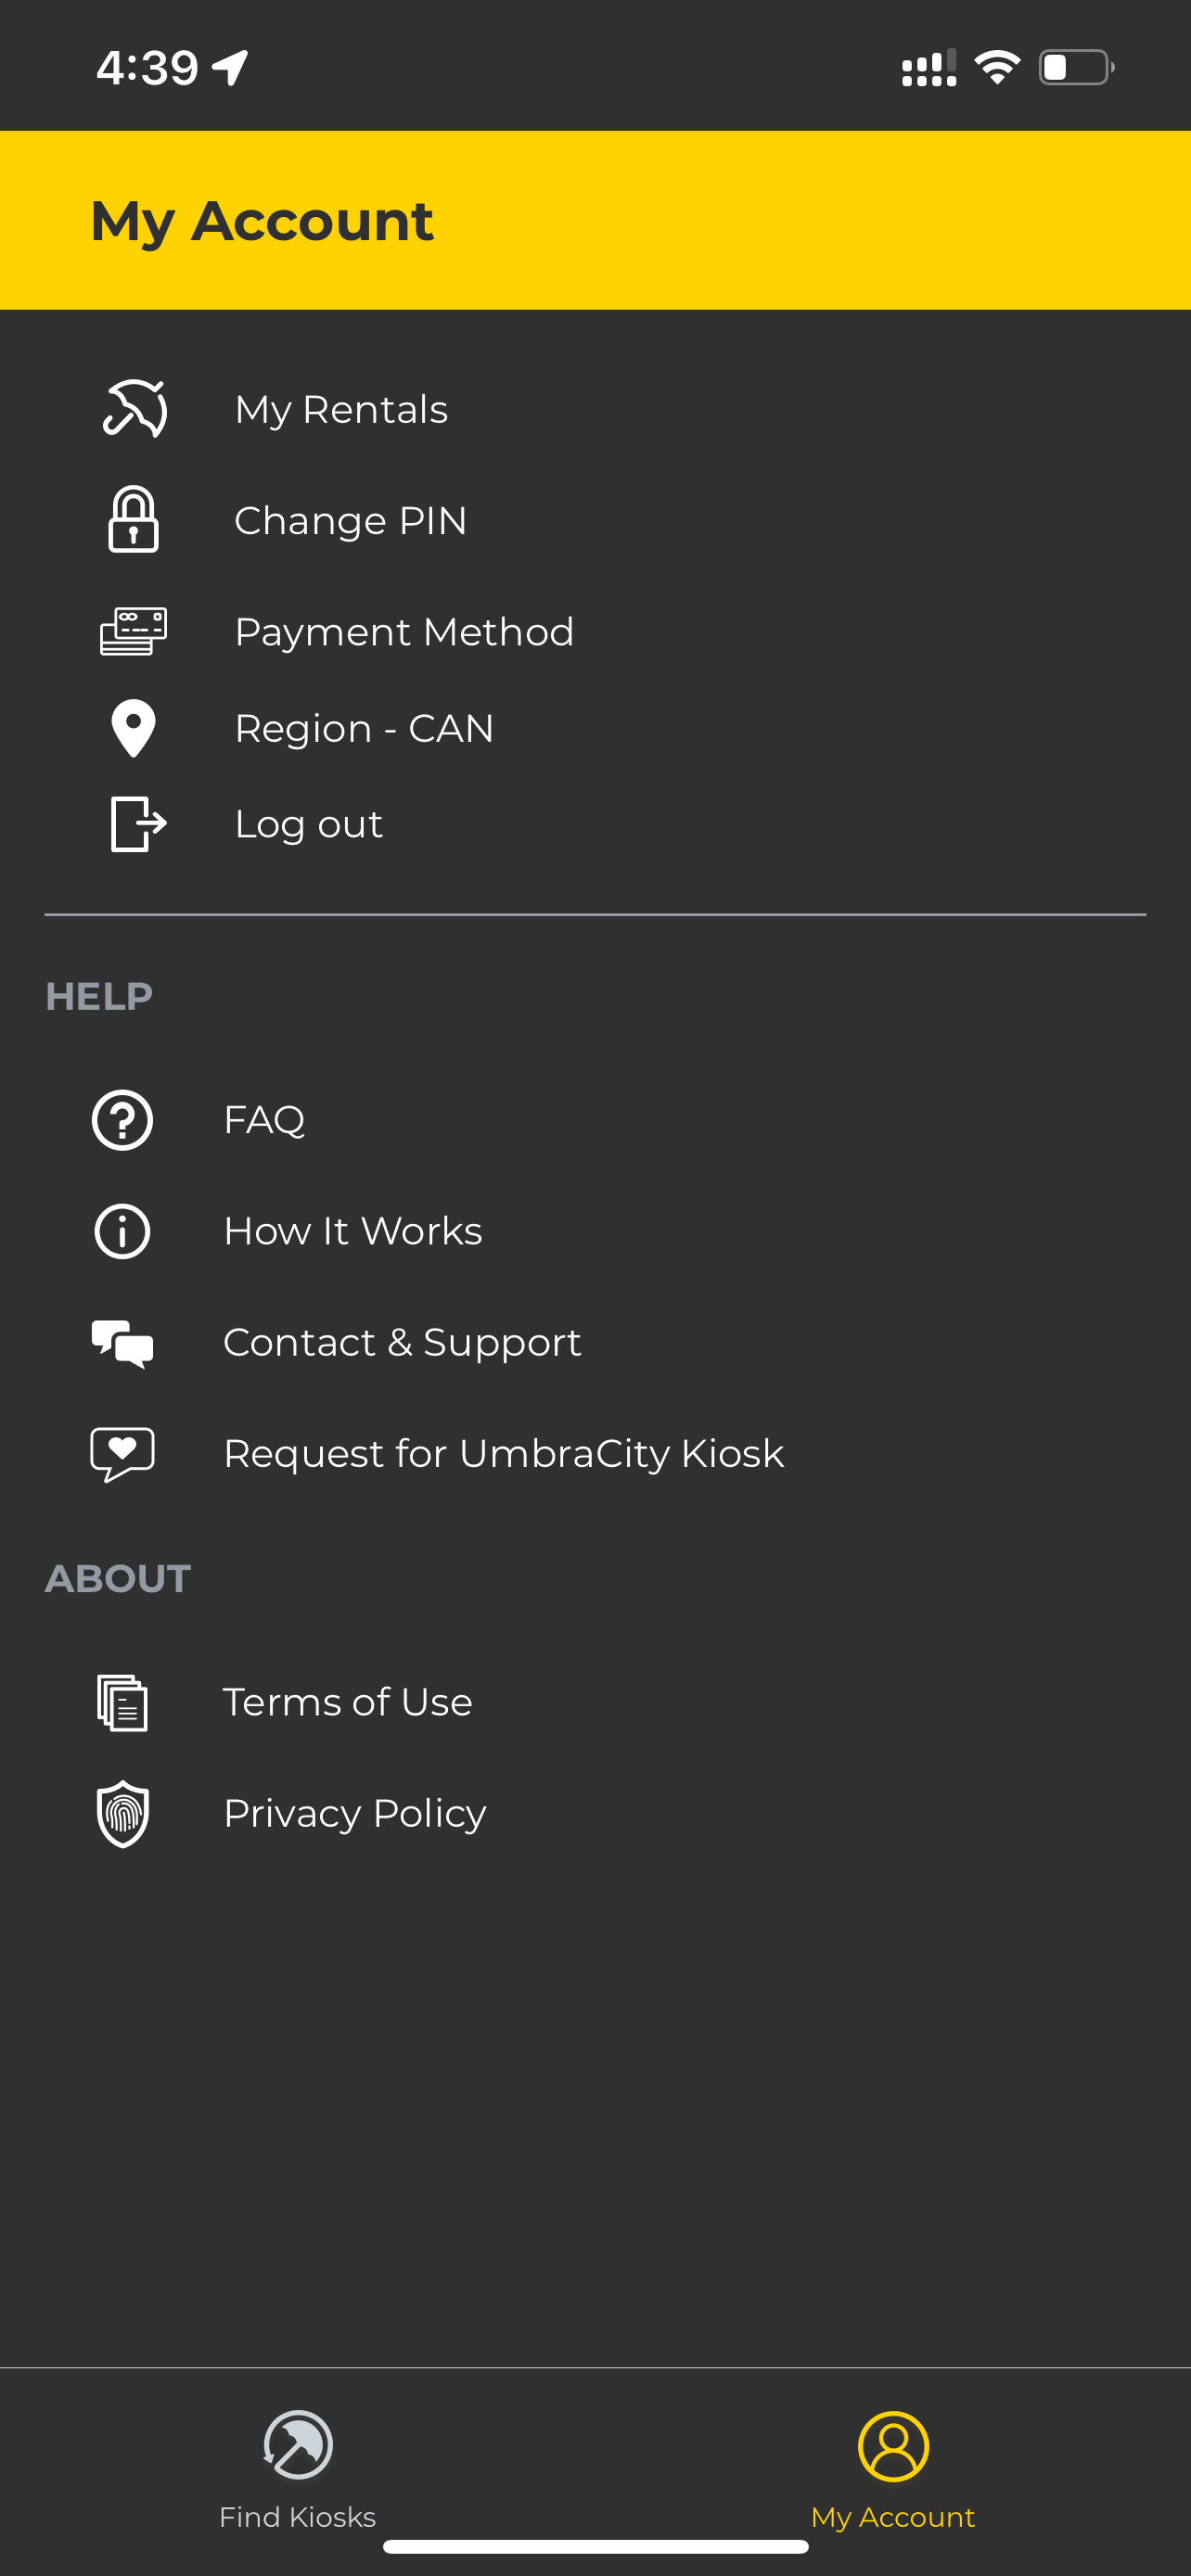 4:39
My Account
My Rentals
Change PIN
Payment Method
Region - CAN
Log out
HELP
FAQ
How It Works
Contact & Support
Request for UmbraCity Kiosk
ABOUT
Terms of Use
Privacy Policy
Find Kiosks
My Account